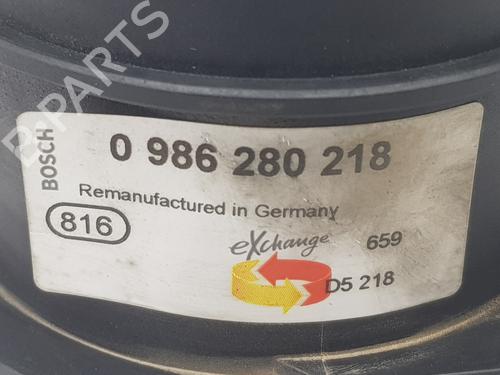 B-PARTS
BOSCH
0 986 280 218
Remanufactured in Germany
816
eXchange
659
D5 218